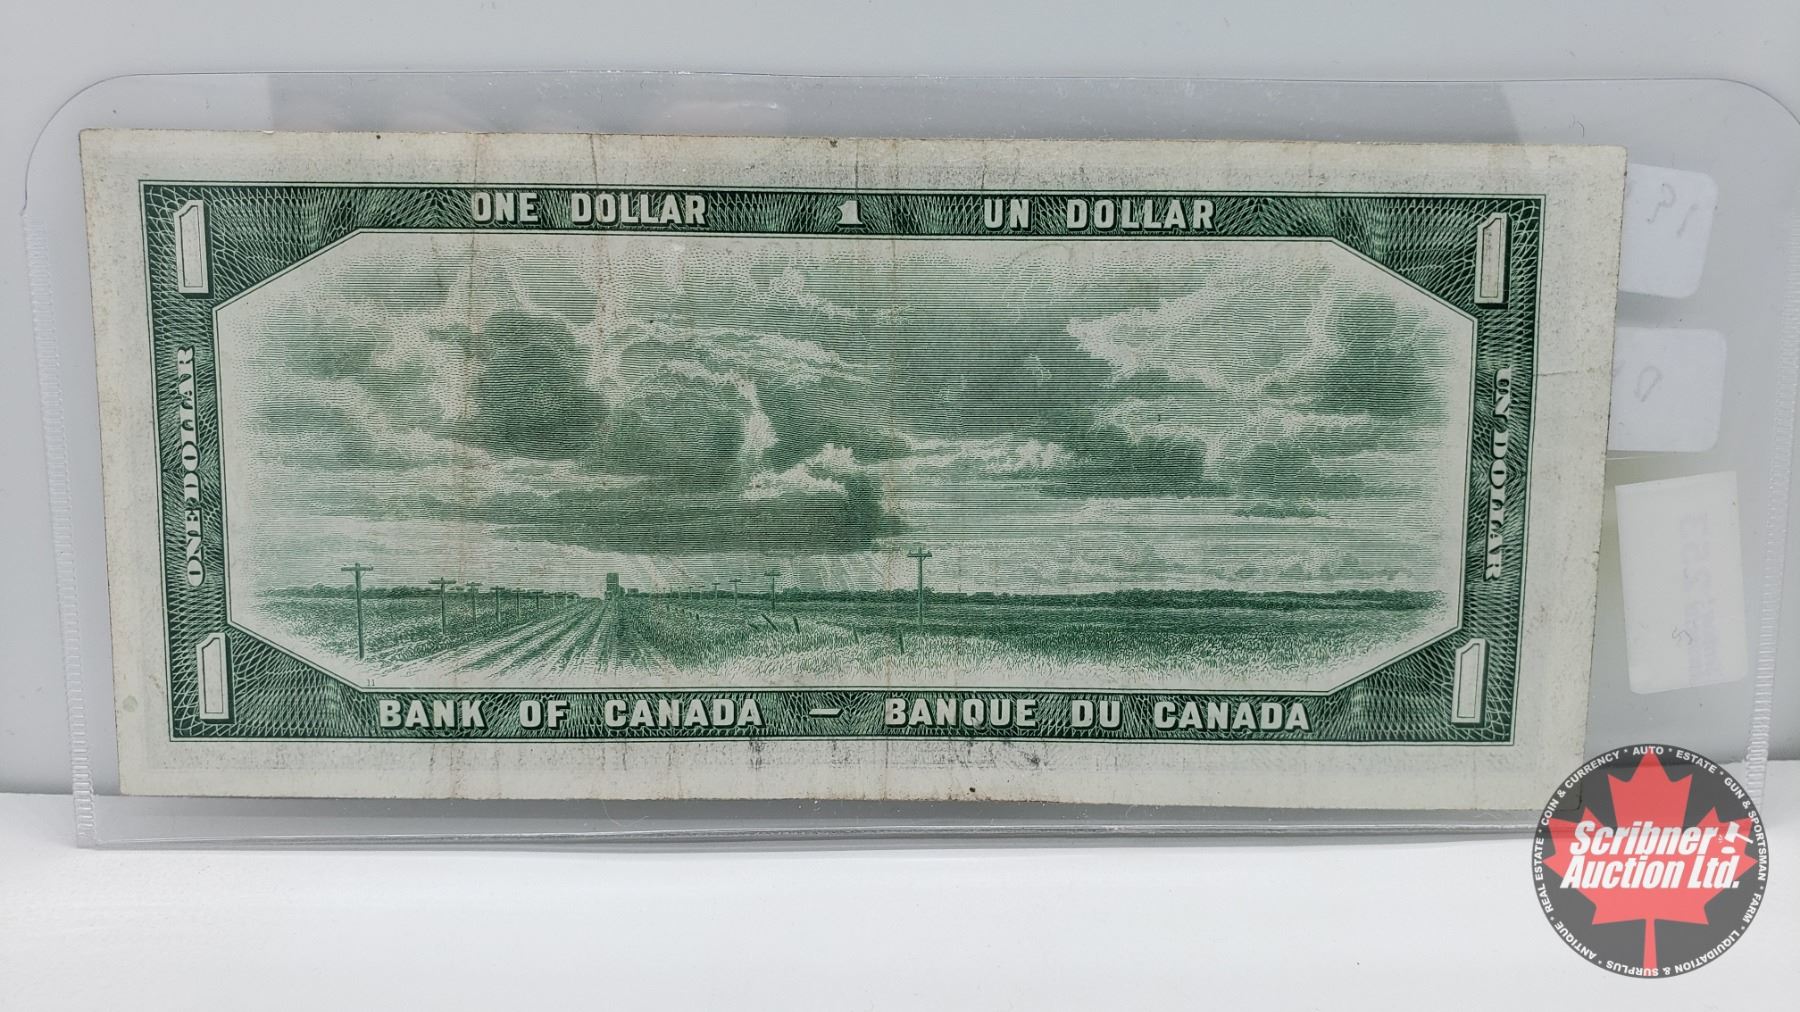 ONE DOLLAR 1 UN DOLLAR
1
1
ONE DOLLAR
UN DOLLAR
1
1
11
BANK OF CANADA – BANQUE DU CANADA
COIN & CURRENCY * AUTO * ESTATE * GUN & SPORTSMAN * FARM * LIQUIDATION & SURPLUS * ANTIQUE * REAL ESTATE *
Scribner
Auction Ltd.